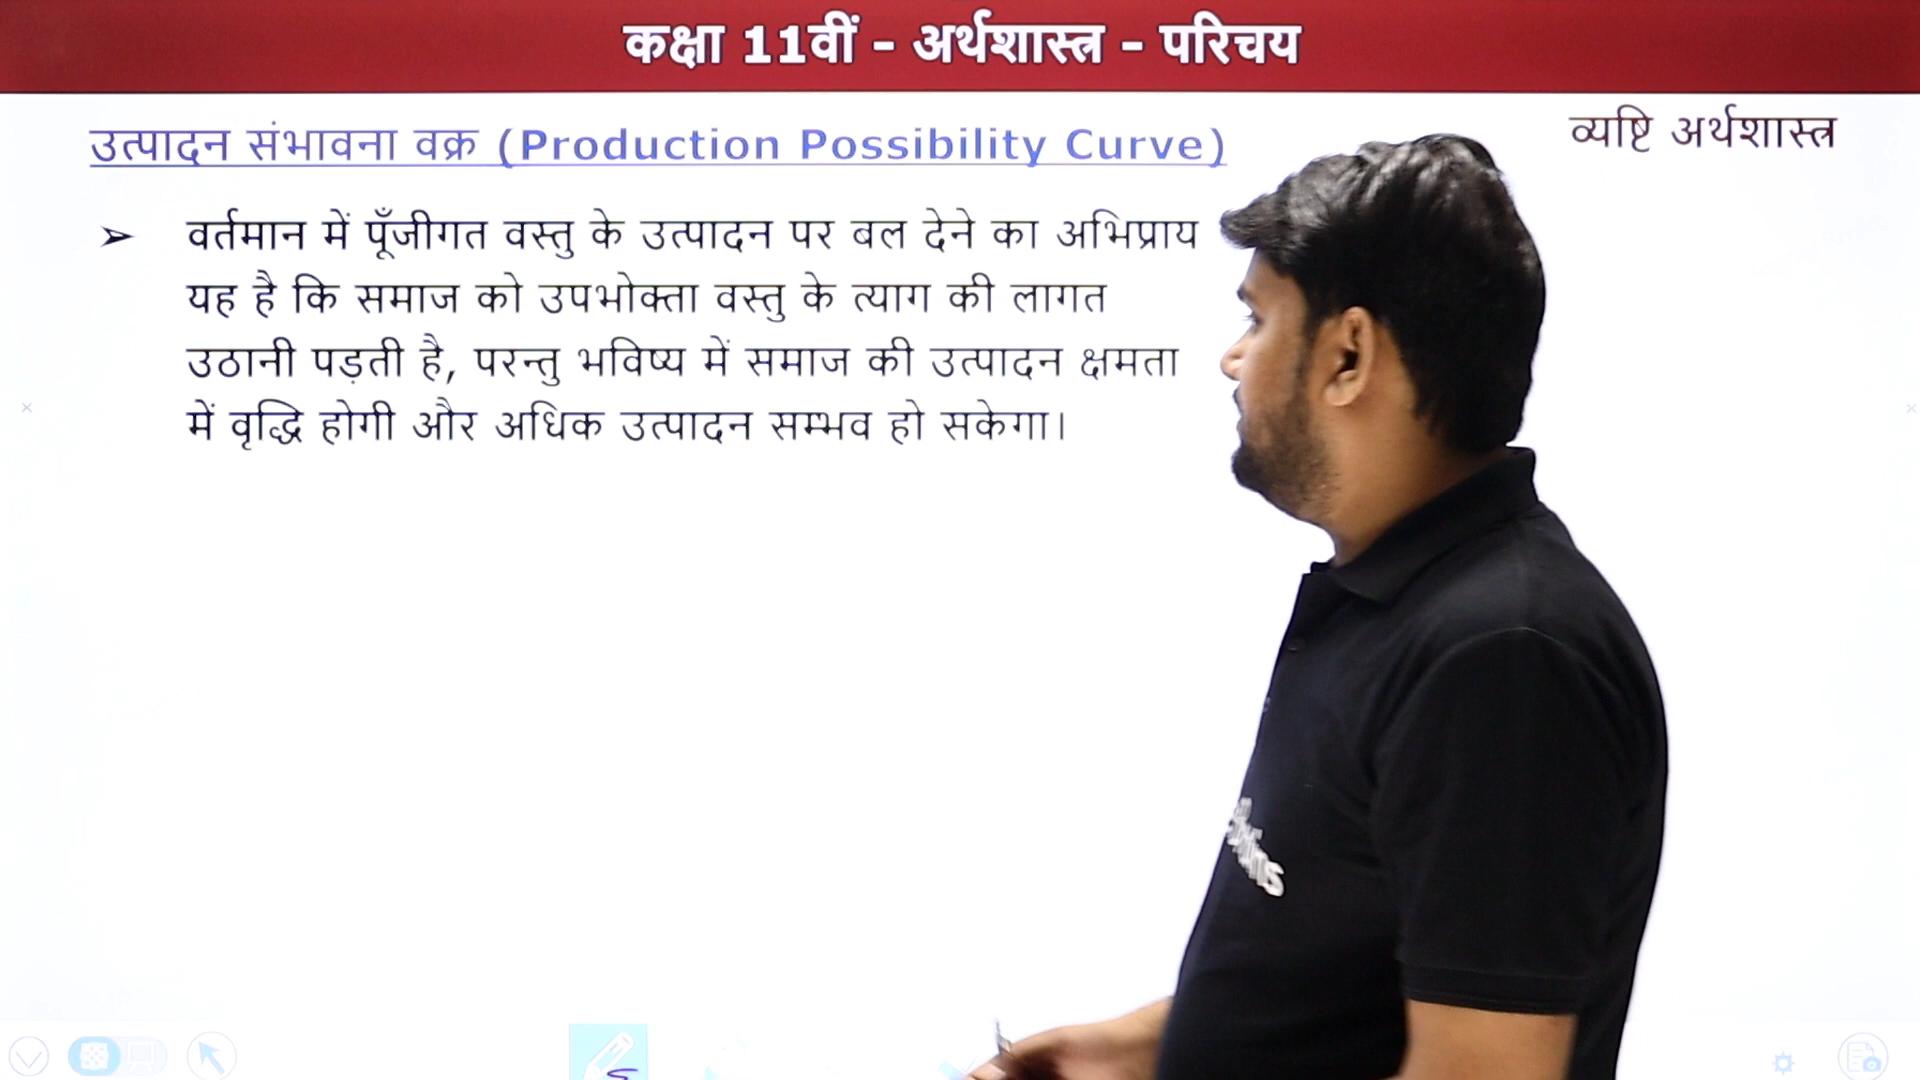 कक्षा 11वीं - अर्थशास्त्र - परिचय
उत्पादन संभावना वक्र (Production Possibility Curve)
व्यष्टि अर्थशास्त्र
➢ वर्तमान में पूँजीगत वस्तु के उत्पादन पर बल देने का अभिप्राय
यह है कि समाज को उपभोक्ता वस्तु के त्याग की लागत
उठानी पड़ती है, परन्तु भविष्य में समाज की उत्पादन क्षमता
में वृद्धि होगी और अधिक उत्पादन सम्भव हो सकेगा।